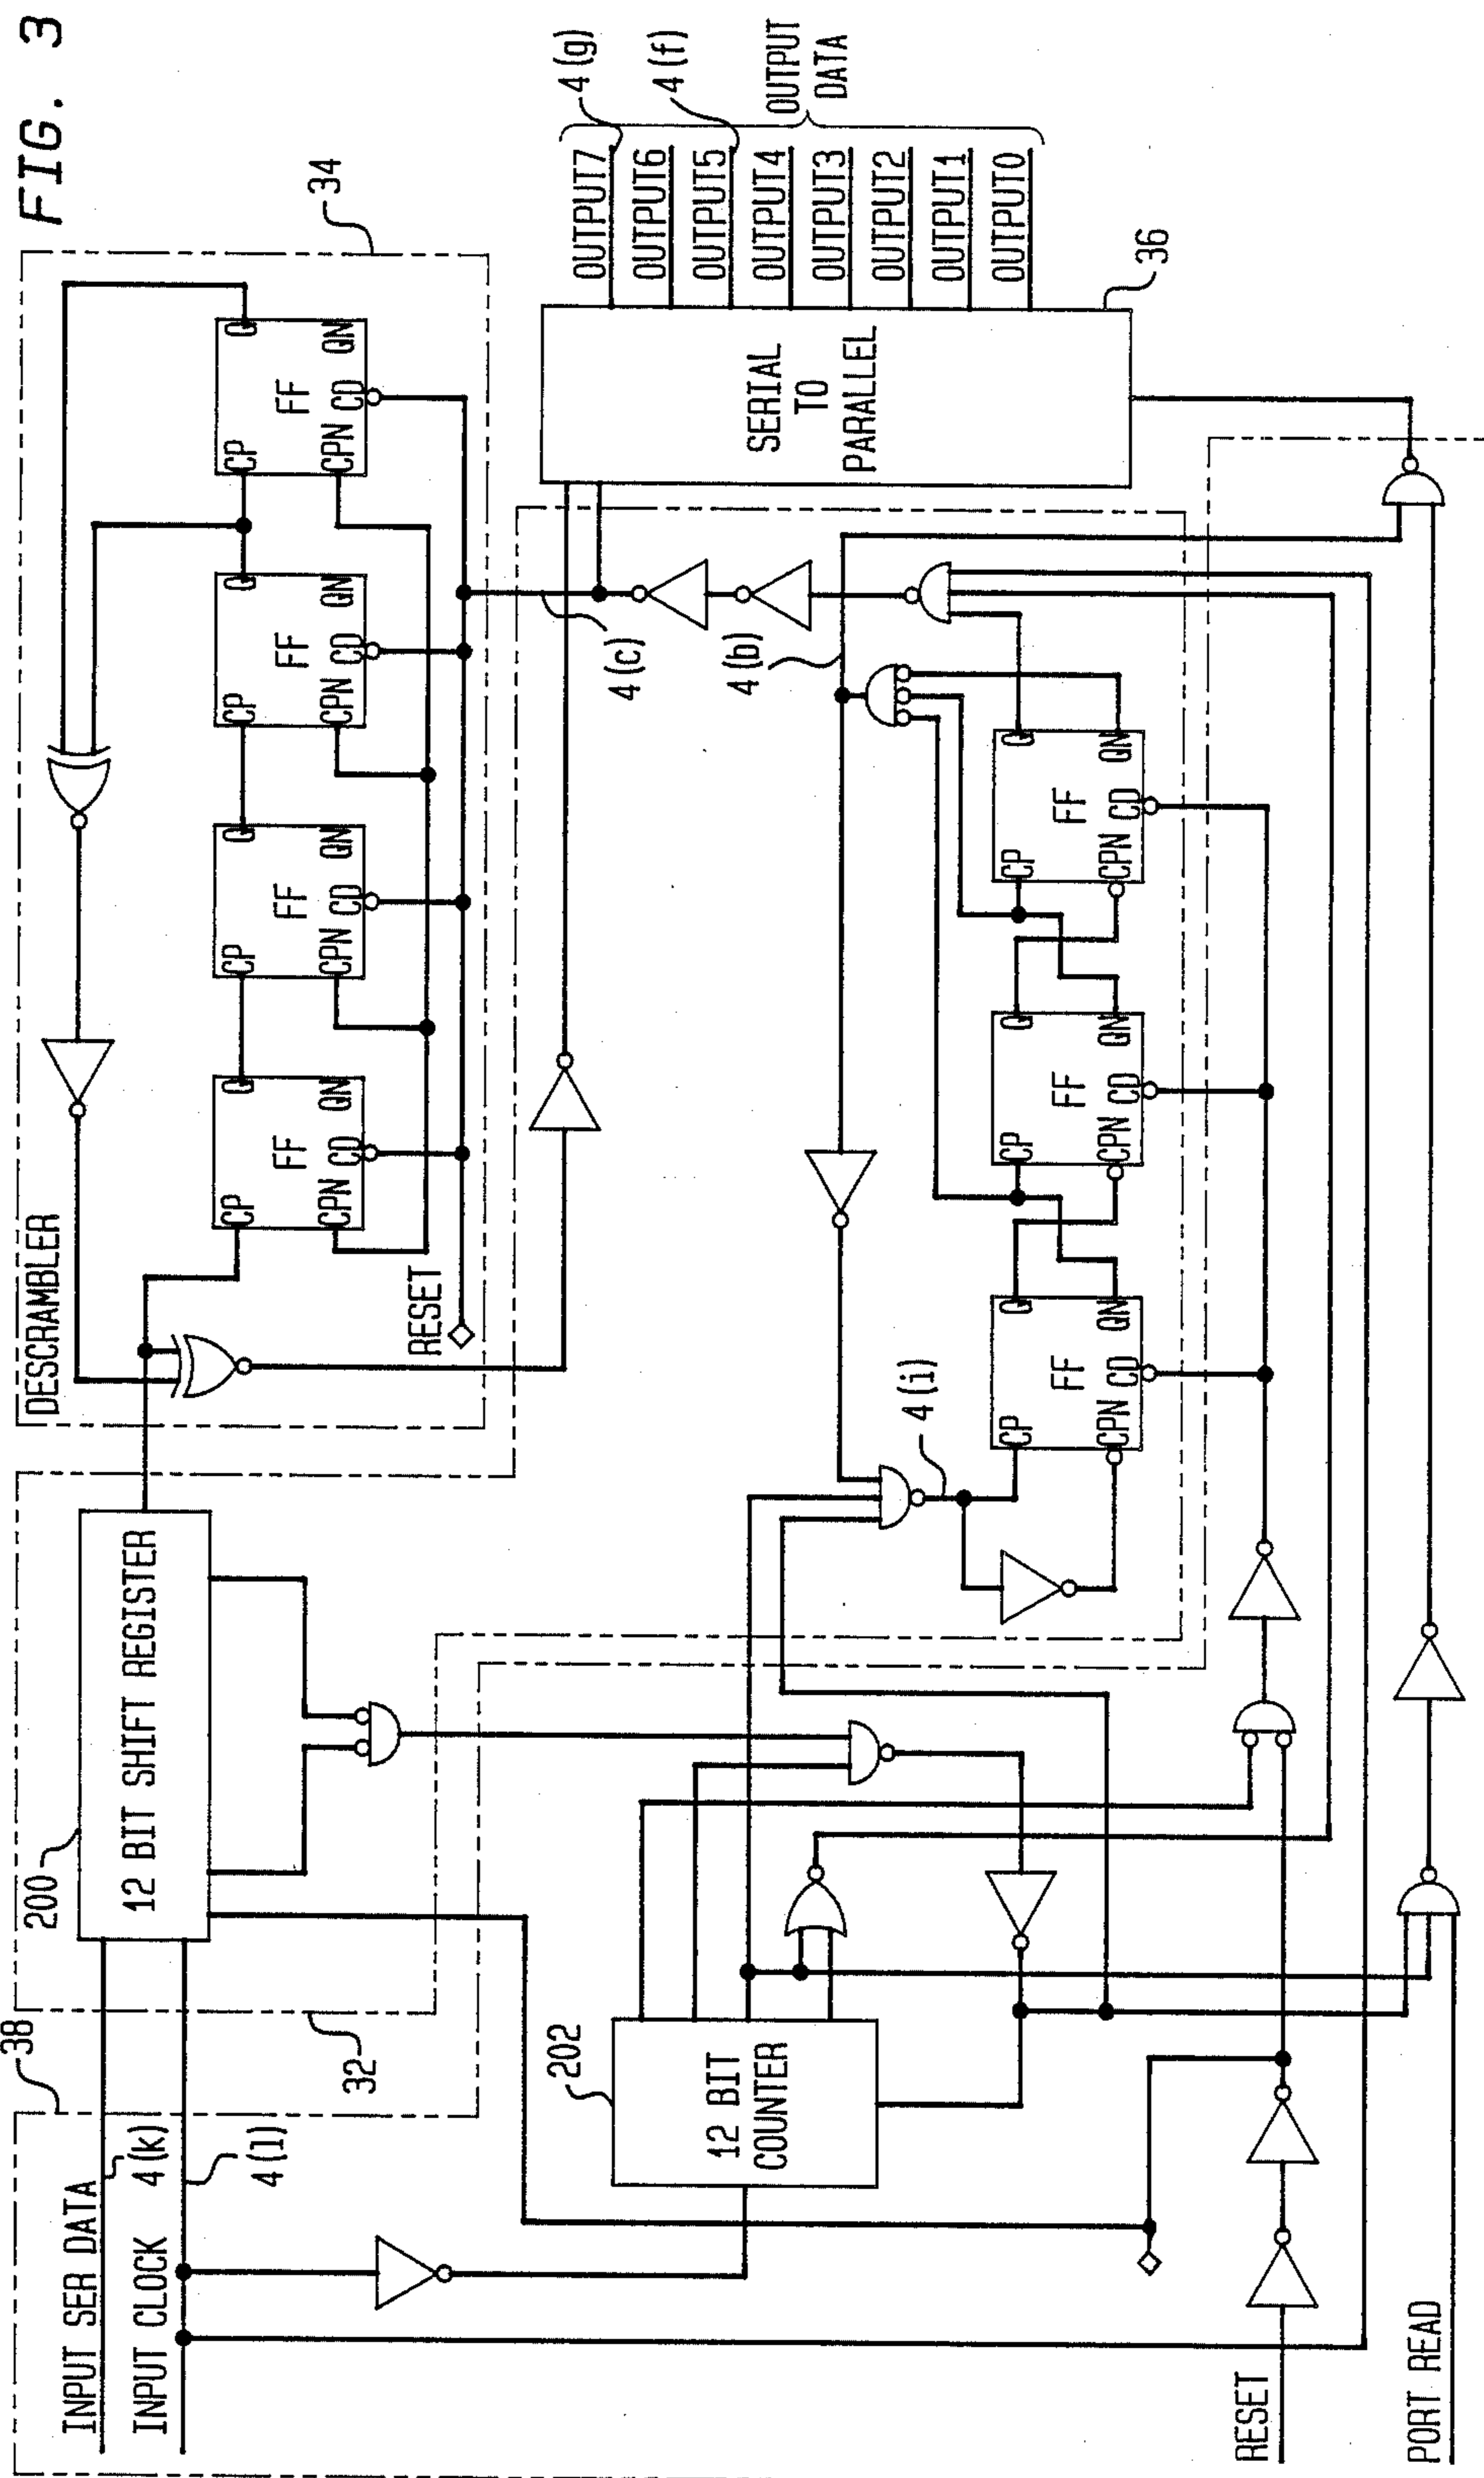 FIG. 3
38
INPUT SER DATA
4(k)
INPUT CLOCK
4(l)
200
12 BIT SHIFT REGISTER
32
DESCRAMBLER
34
CP
Q
FF
CPN
CD
QN
CP
Q
FF
CPN
CD
QN
CP
Q
FF
CPN
CD
QN
CP
Q
FF
CPN
CD
QN
RESET
SERIAL
TO
PARALLEL
36
OUTPUT7
OUTPUT6
OUTPUT5
OUTPUT4
OUTPUT3
OUTPUT2
OUTPUT1
OUTPUT0
4(g)
4(f)
OUTPUT
DATA
4(c)
4(b)
202
12 BIT
COUNTER
4(i)
CP
Q
FF
CPN
CD
QN
CP
Q
FF
CPN
CD
QN
CP
Q
FF
CPN
CD
QN
RESET
PORT READ